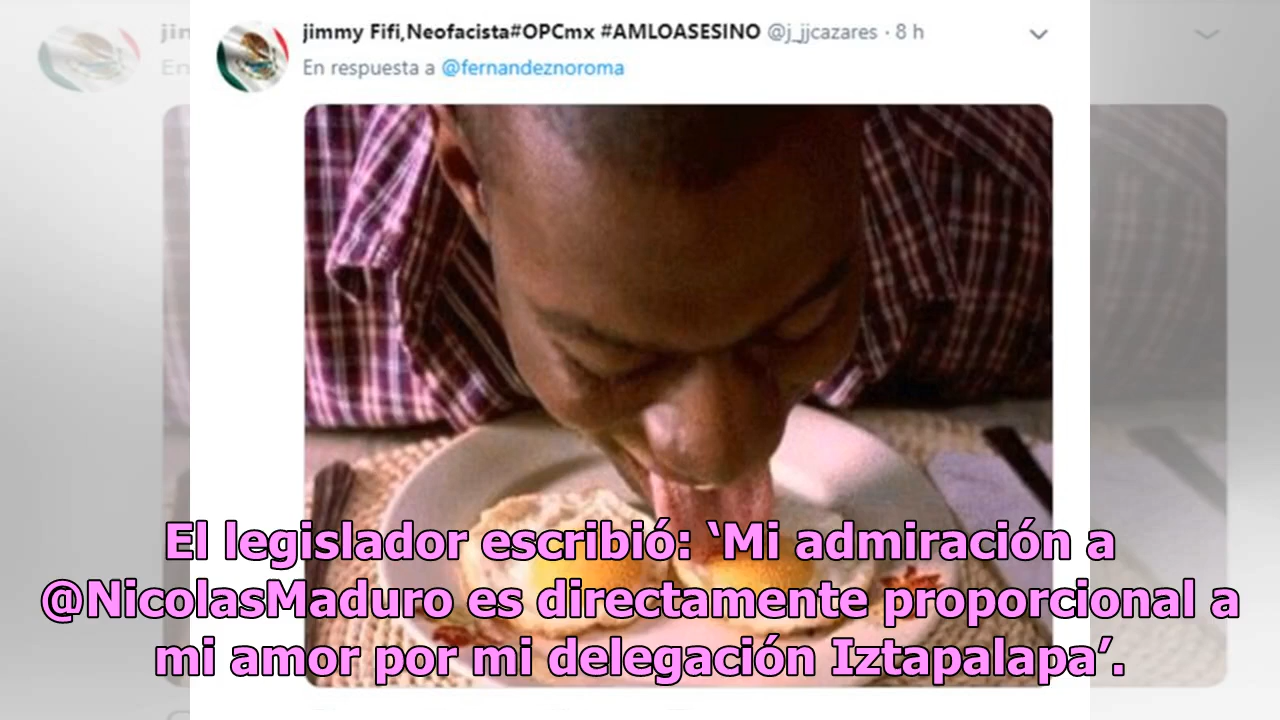 jimmy Fifi,Neofacista#OPCmx #AMLOASESINO @j_jjcazares · 8 h
En respuesta a @fernandeznoroma
El legislador escribió: ‘Mi admiración a
@NicolasMaduro es directamente proporcional a
mi amor por mi delegación Iztapalapa’.